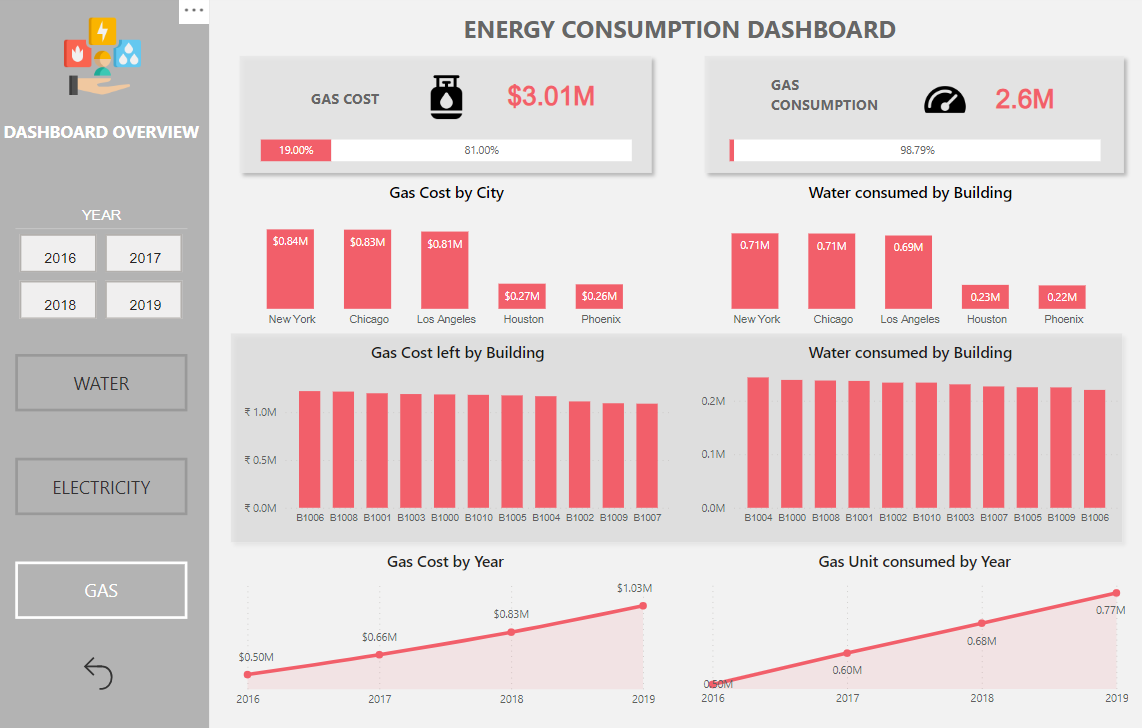 ENERGY CONSUMPTION DASHBOARD
DASHBOARD OVERVIEW
YEAR
2016 2017
2018 2019
WATER
ELECTRICITY
GAS
GAS COST
$3.01M
19.00% 81.00%
GAS
CONSUMPTION
2.6M
98.79%
Gas Cost by City
$0.84M $0.83M $0.81M $0.27M $0.26M
New York Chicago Los Angeles Houston Phoenix
Water consumed by Building
0.71M 0.71M 0.69M 0.23M 0.22M
New York Chicago Los Angeles Houston Phoenix
Gas Cost left by Building
₹ 1.0M
₹ 0.5M
₹ 0.0M
B1006 B1008 B1001 B1003 B1000 B1010 B1005 B1004 B1002 B1009 B1007
Water consumed by Building
0.2M
0.1M
0.0M
B1004 B1000 B1008 B1001 B1002 B1010 B1003 B1007 B1005 B1009 B1006
Gas Cost by Year
$0.50M $0.66M $0.83M $1.03M
2016 2017 2018 2019
Gas Unit consumed by Year
0.60M 0.68M 0.77M
2016 2017 2018 2019